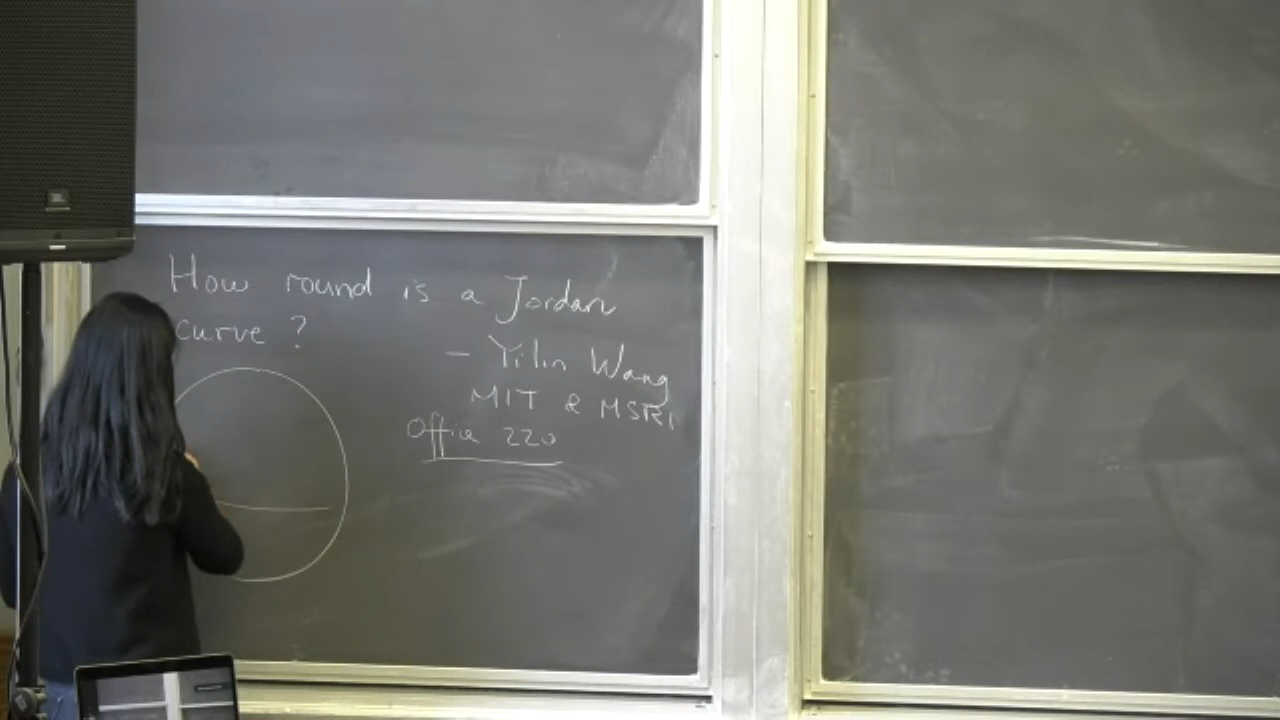 How round is a Jordan
curve ?
- Yilin Wang
MIT & MSRI
Office 220